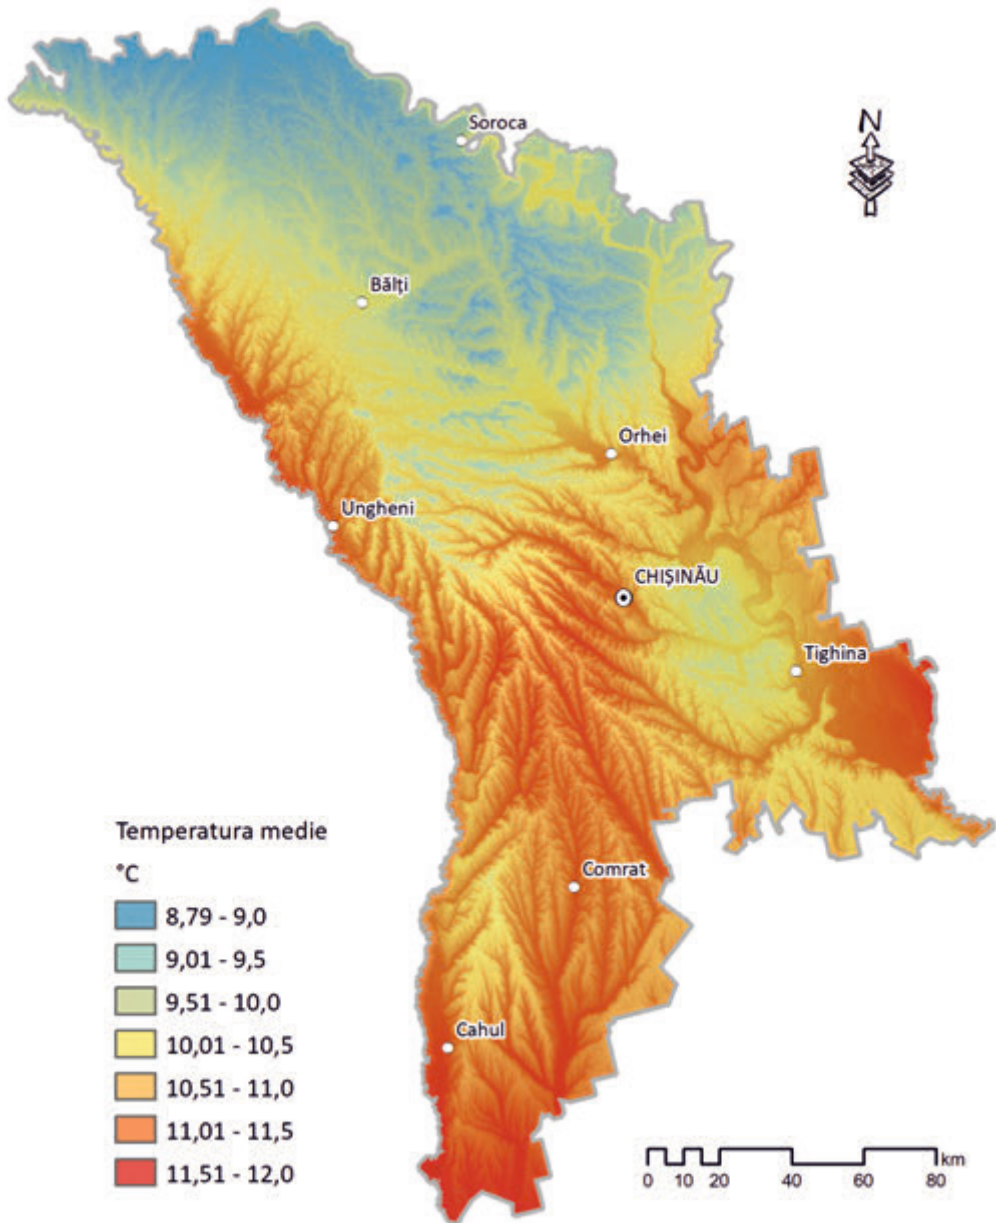 N
Soroca
Bălți
Orhei
Ungheni
CHIȘINĂU
Tighina
Temperatura medie
°C
8,79 - 9,0
9,01 - 9,5
9,51 - 10,0
10,01 - 10,5
10,51 - 11,0
11,01 - 11,5
11,51 - 12,0
Comrat
Cahul
km
0 10 20 40 60 80